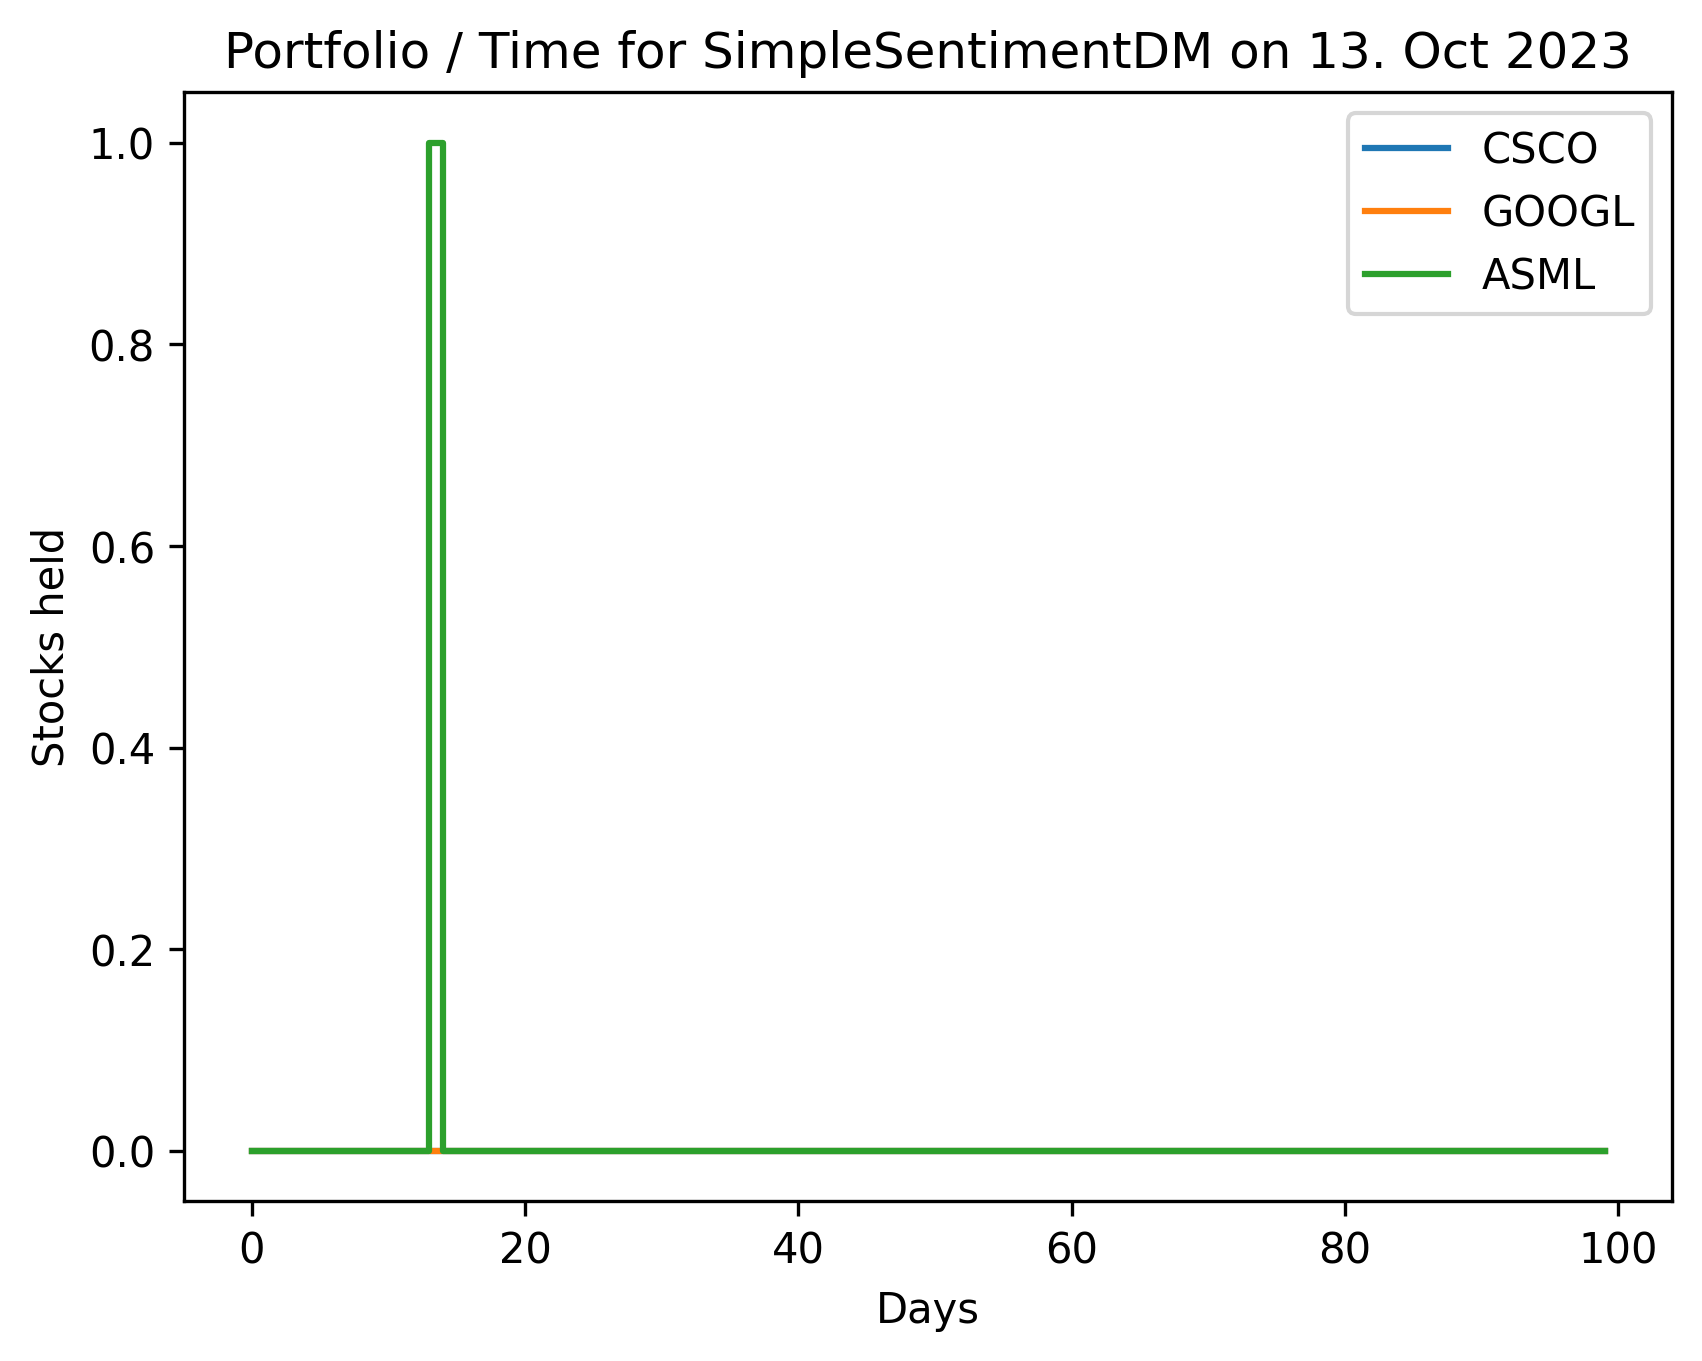 Portfolio / Time for SimpleSentimentDM on 13. Oct 2023
CSCO
GOOGL
ASML
Stocks held
1.0
0.8
0.6
0.4
0.2
0.0
0 20 40 60 80 100
Days